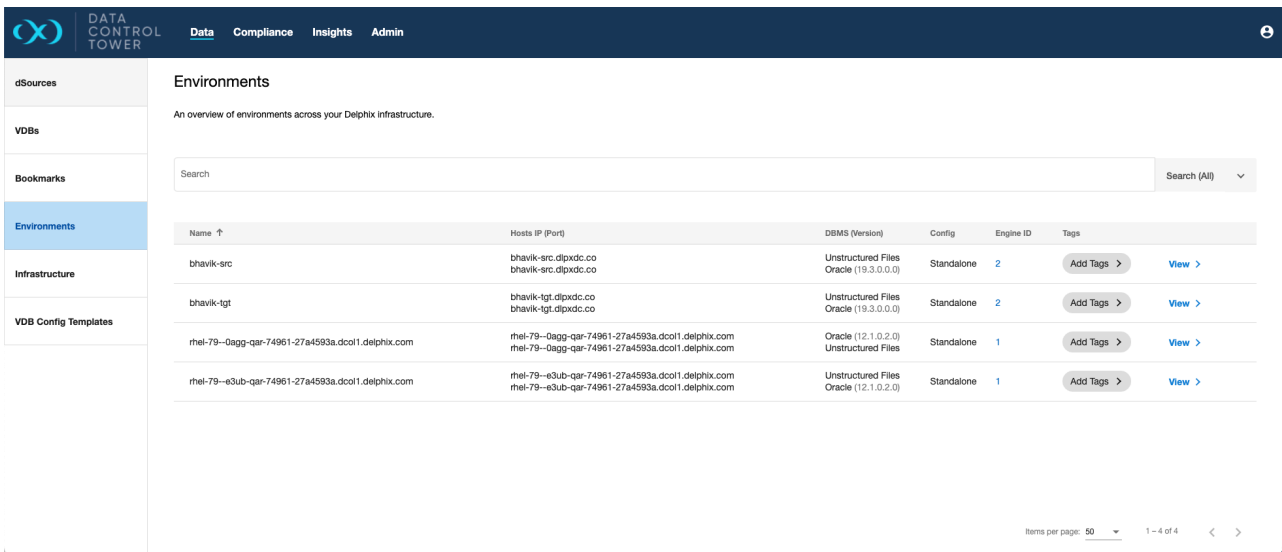 DATA
CONTROL
TOWER
Data Compliance Insights Admin
dSources
VDBs
Bookmarks
Environments
Infrastructure
VDB Config Templates
Environments
An overview of environments across your Delphix infrastructure.
Search Search (All)
Name ↑ Hosts IP (Port) DBMS (Version) Config Engine ID Tags
bhavik-src bhavik-src.dlpxdc.co Unstructured Files Standalone 2 Add Tags > View >
bhavik-src.dlpxdc.co Oracle (19.3.0.0.0)
bhavik-tgt bhavik-tgt.dlpxdc.co Unstructured Files Standalone 2 Add Tags > View >
bhavik-tgt.dlpxdc.co Oracle (19.3.0.0.0)
rhel-79--0agg-qar-74961-27a4593a.dcol1.delphix.com rhel-79--0agg-qar-74961-27a4593a.dcol1.delphix.com Oracle (12.1.0.2.0) Standalone 1 Add Tags > View >
rhel-79--0agg-qar-74961-27a4593a.dcol1.delphix.com Unstructured Files
rhel-79--e3ub-qar-74961-27a4593a.dcol1.delphix.com rhel-79--e3ub-qar-74961-27a4593a.dcol1.delphix.com Unstructured Files Standalone 1 Add Tags > View >
rhel-79--e3ub-qar-74961-27a4593a.dcol1.delphix.com Oracle (12.1.0.2.0)
Items per page: 50 1 – 4 of 4 < >